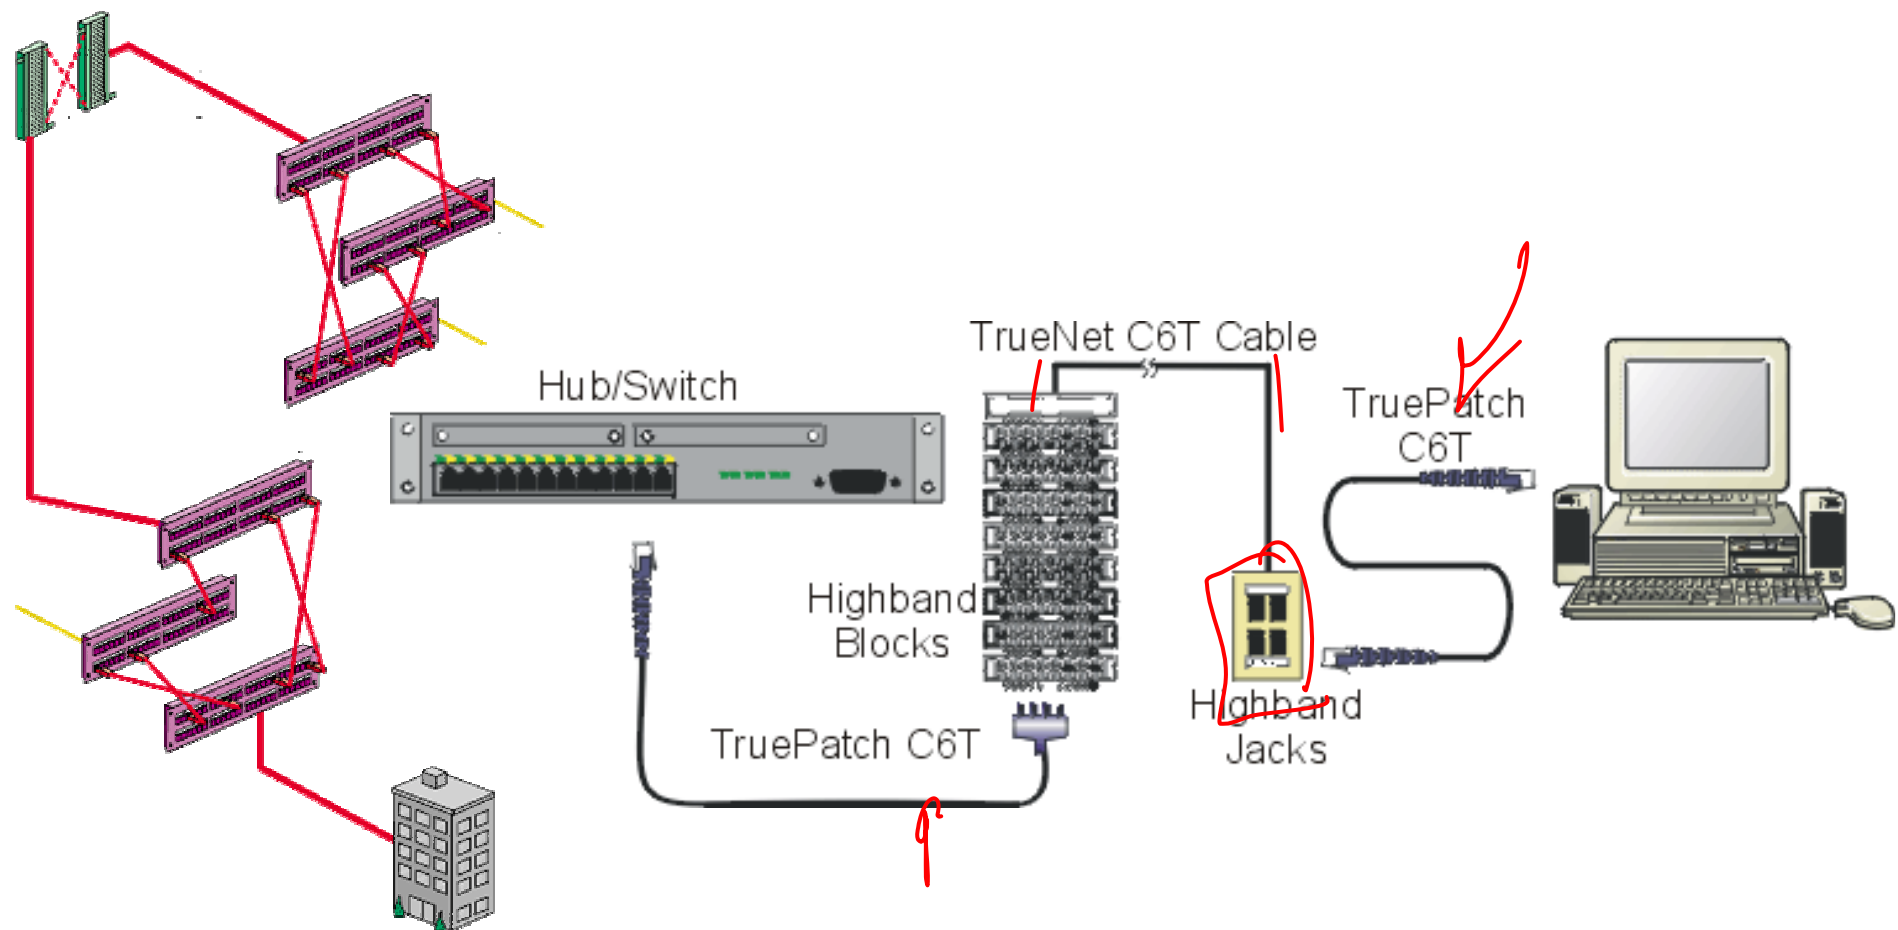 TrueNet C6T Cable
Hub/Switch
TruePatch
C6T
Highband
Blocks
Highband
Jacks
TruePatch C6T